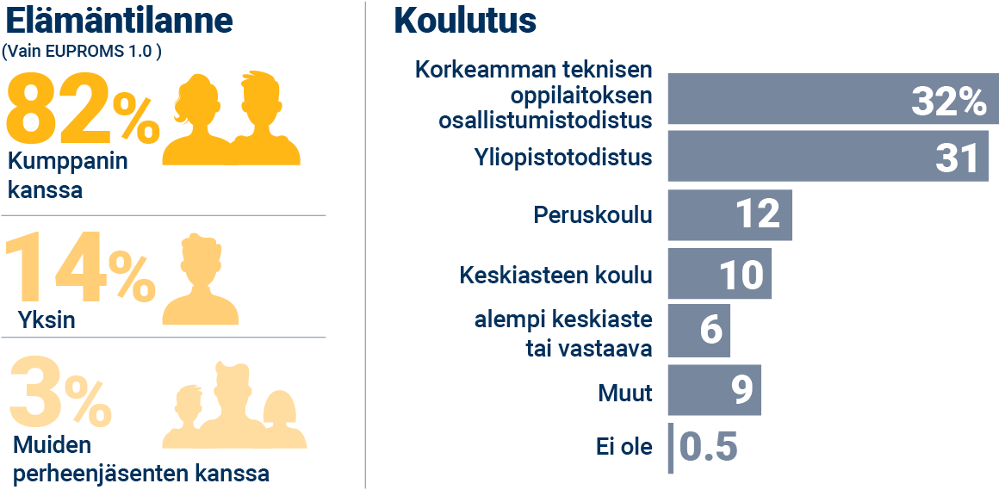 Elämäntilanne
(Vain EUPROMS 1.0 )
82%
Kumppanin
kanssa
14%
Yksin
3%
Muiden
perheenjäsenten kanssa
Koulutus
Korkeamman teknisen
oppilaitoksen
osallistumistodistus
32%
Yliopistotodistus
31
Peruskoulu
12
Keskiasteen koulu
10
alempi keskiaste
tai vastaava
6
Muut
9
Ei ole
0.5